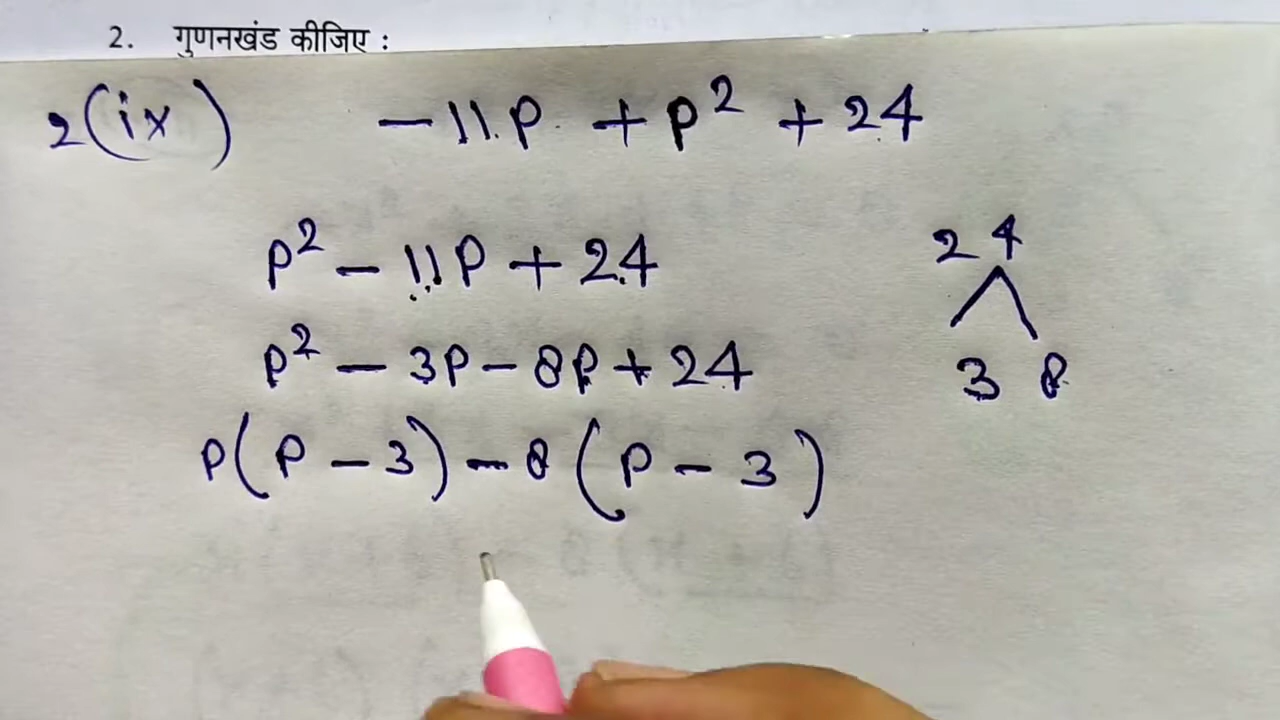 2. गुणनखंड कीजिए :
2(ix) -11p + p² + 24
p² - 11p + 24
24
p² - 3p - 8p + 24
3 8
p(p - 3) - 8(p - 3)